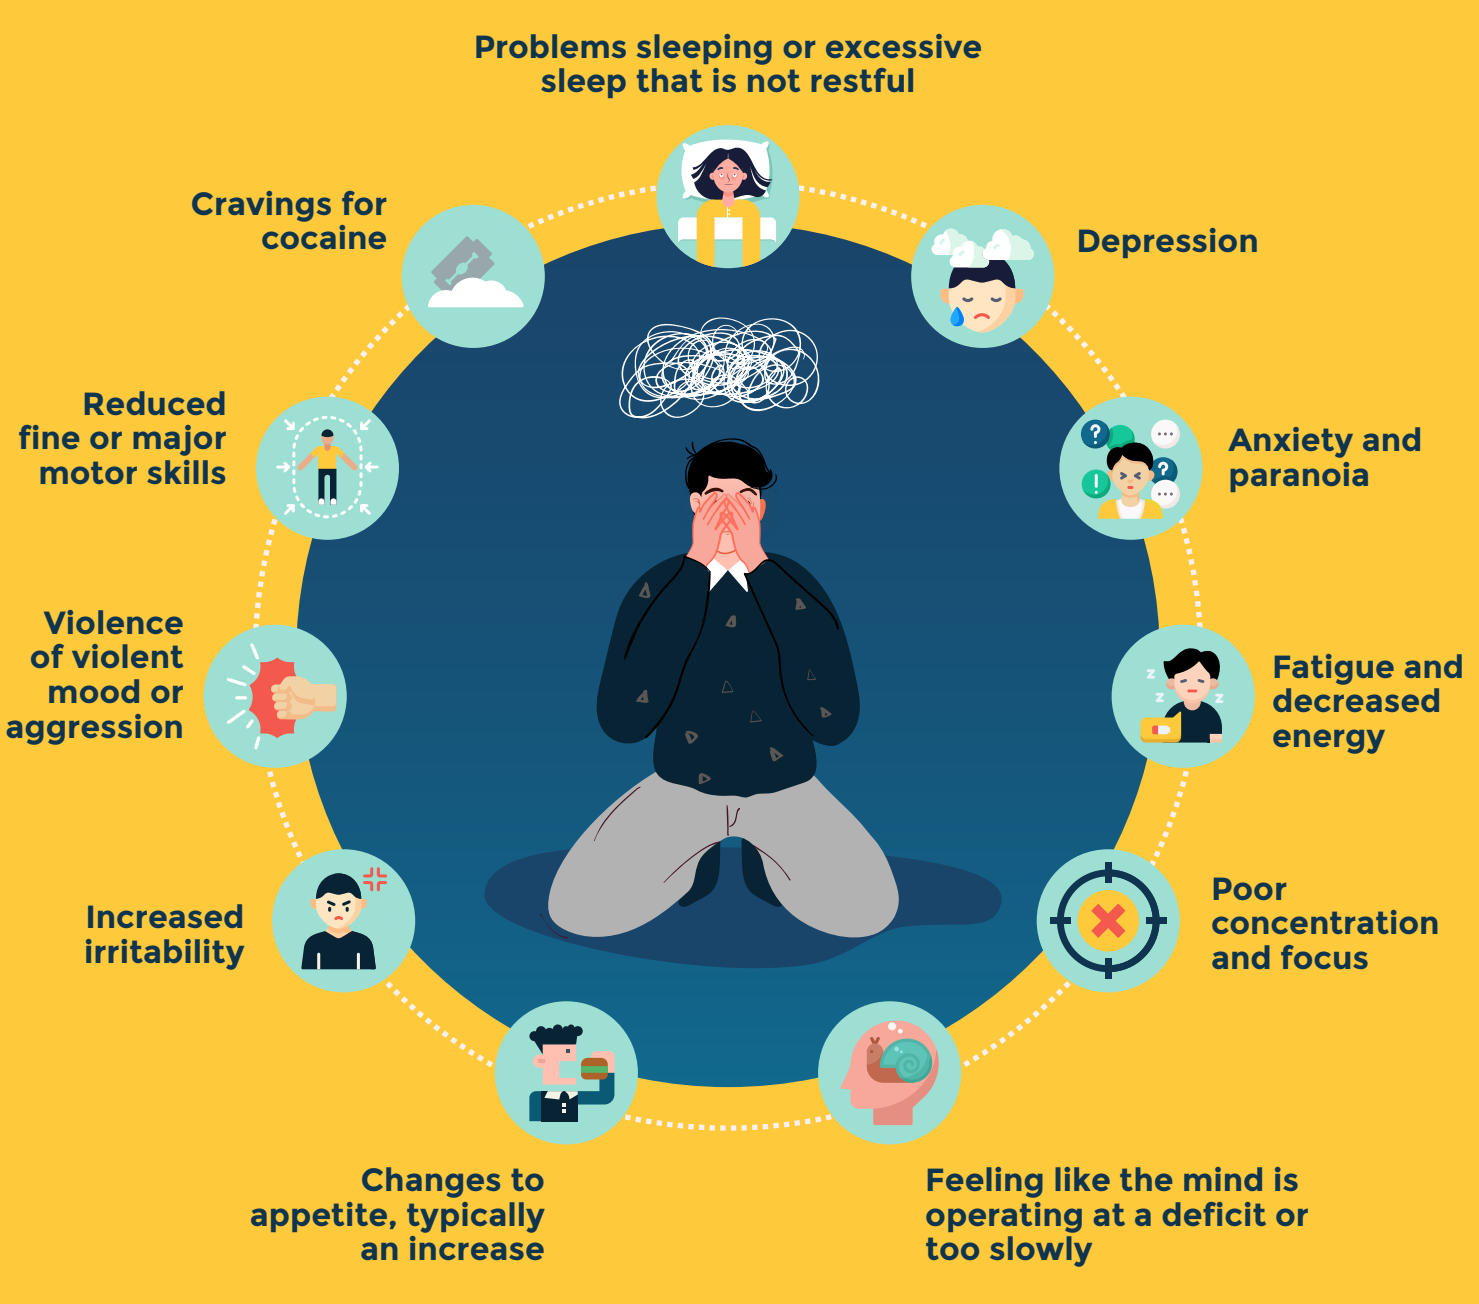 Problems sleeping or excessive
sleep that is not restful
Depression
Anxiety and
paranoia
Fatigue and
decreased
energy
Poor
concentration
and focus
Feeling like the mind is
operating at a deficit or
too slowly
Changes to
appetite, typically
an increase
Increased
irritability
Violence
of violent
mood or
aggression
Reduced
fine or major
motor skills
Cravings for
cocaine